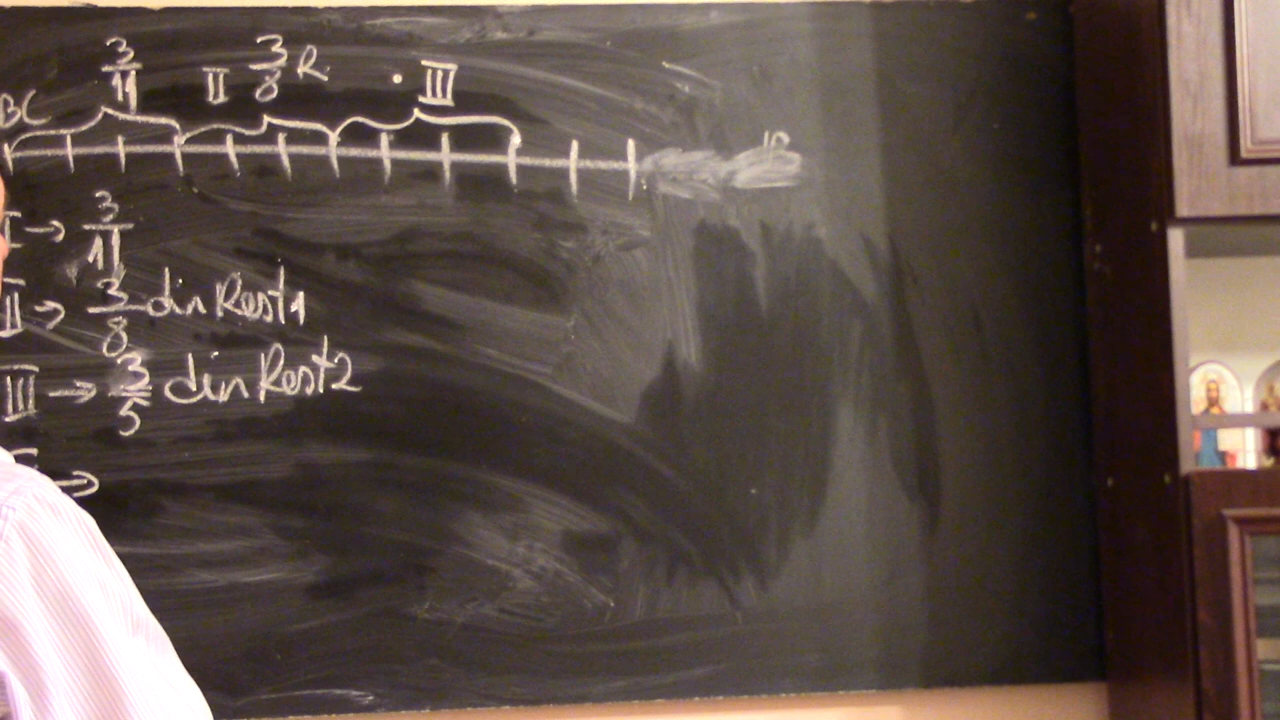 3/11 II 3/8 R. III
BC
I → 3/11
II → 3/8 din Rest1
III → 3/5 din Rest2
→